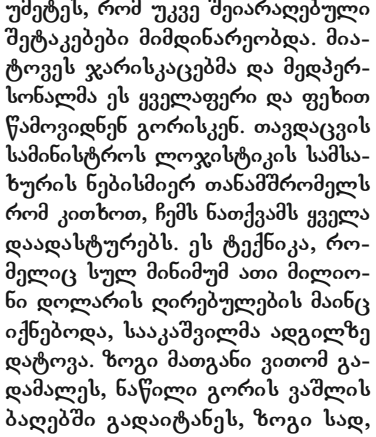 უმეტეს, რომ უკვე შეიარაღებული
შეტაკებები მიმდინარეობდა. მია-
ტოვეს ჯარისკაცებმა და მედპერ-
სონალმა ეს ყველაფერი და ფეხით
წამოვიდნენ გორისკენ. თავდაცვის
სამინისტროს ლოჯისტიკის სამსა-
ხურის ნებისმიერ თანამშრომელს
რომ კითხოთ, ჩემს ნათქვამს ყველა
დაადასტურებს. ეს ტექნიკა, რო-
მელიც სულ მინიმუმ ათი მილიო-
ნი დოლარის ღირებულების მაინც
იქნებოდა, სააკაშვილმა ადგილზე
დატოვა. ზოგი მათგანი ვითომ გა-
დამალეს, ნაწილი გორის ვაშლის
ბაღებში გადაიტანეს, ზოგი სად,